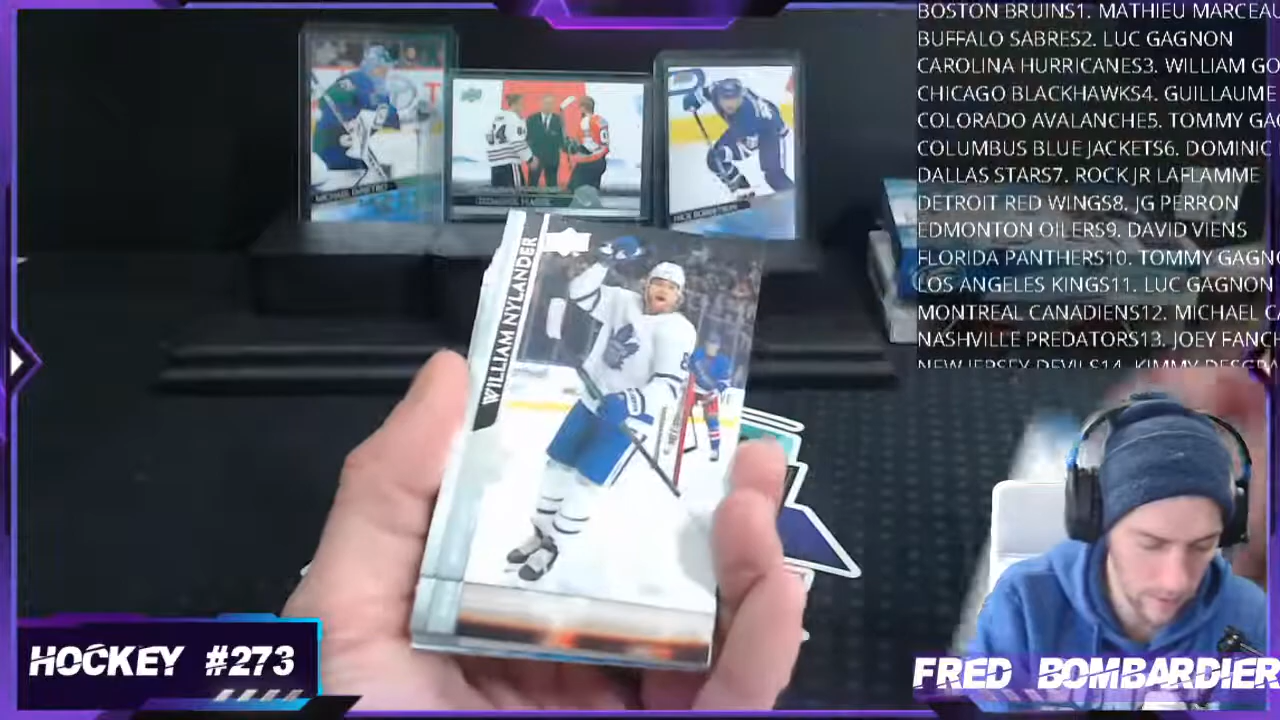 BOSTON BRUINS1. MATHIEU MARCEAU
BUFFALO SABRES2. LUC GAGNON
CAROLINA HURRICANES3. WILLIAM GO
CHICAGO BLACKHAWKS4. GUILLAUME
COLORADO AVALANCHE5. TOMMY GAG
COLUMBUS BLUE JACKETS6. DOMINIC
DALLAS STARS7. ROCK JR LAFLAMME
DETROIT RED WINGS8. JG PERRON
EDMONTON OILERS9. DAVID VIENS
FLORIDA PANTHERS10. TOMMY GAGNO
LOS ANGELES KINGS11. LUC GAGNON
MONTREAL CANADIENS12. MICHAEL CA
NASHVILLE PREDATORS13. JOEY FANCH
NEW JERSEY DEVILS14. KIMMY DESGRA
WILLIAM NYLANDER
HOCKEY #273
FRED BOMBARDIER